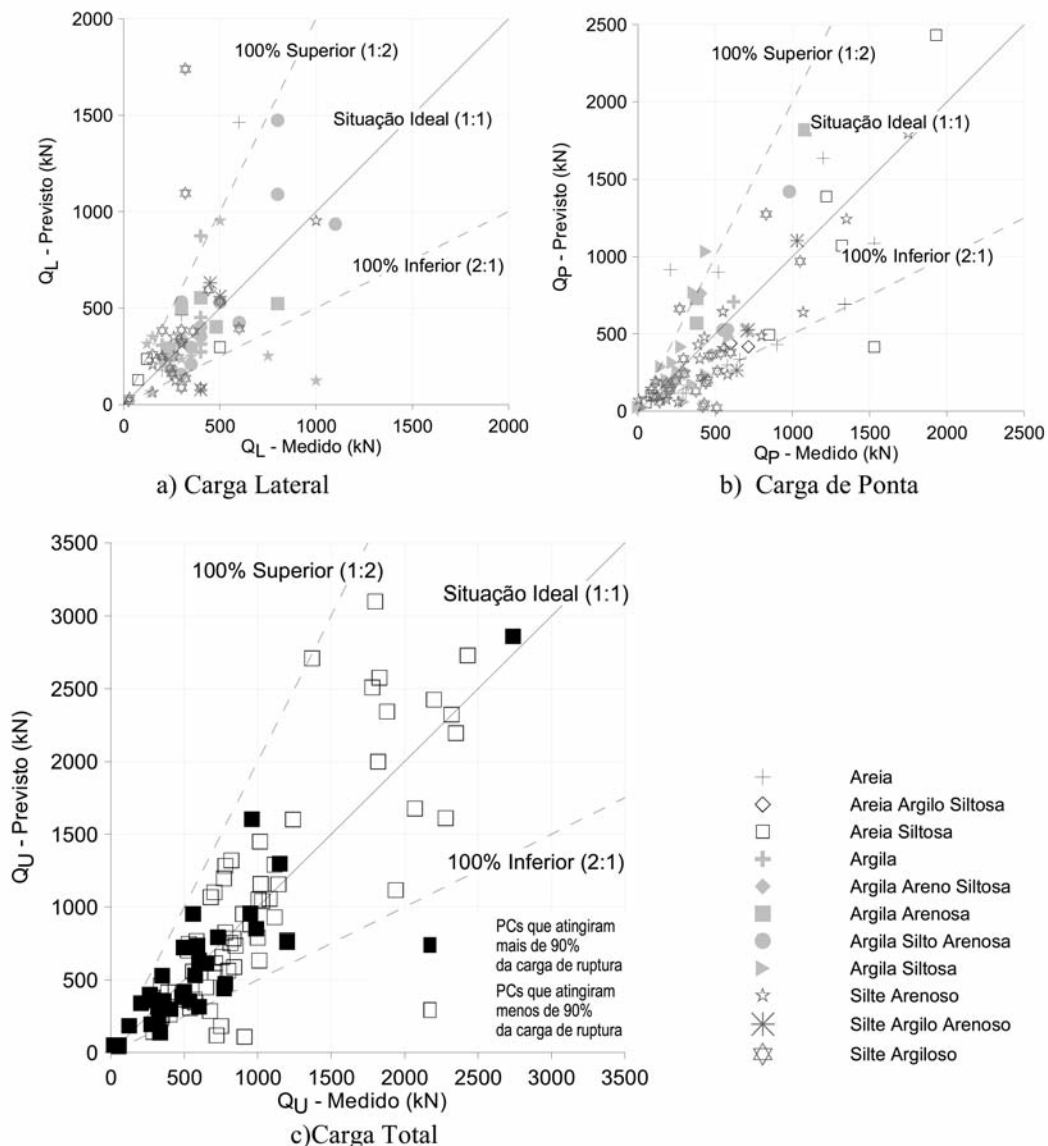 2000
1500
1000
500
0
0
500
1000
1500
2000
QL - Previsto (kN)
QL - Medido (kN)
100% Superior (1:2)
Situação Ideal (1:1)
100% Inferior (2:1)
a) Carga Lateral
2500
2000
1500
1000
500
0
0
500
1000
1500
2000
2500
QP - Previsto (kN)
QP - Medido (kN)
100% Superior (1:2)
Situação Ideal (1:1)
100% Inferior (2:1)
b) Carga de Ponta
3500
3000
2500
2000
1500
1000
500
0
0
500
1000
1500
2000
2500
3000
3500
QU - Previsto (kN)
QU - Medido (kN)
100% Superior (1:2)
Situação Ideal (1:1)
100% Inferior (2:1)
PCs que atingiram
mais de 90%
da carga de ruptura
PCs que atingiram
menos de 90%
da carga de ruptura
c)Carga Total
Areia
Areia Argilo Siltosa
Areia Siltosa
Argila
Argila Areno Siltosa
Argila Arenosa
Argila Silto Arenosa
Argila Siltosa
Silte Arenoso
Silte Argilo Arenoso
Silte Argiloso